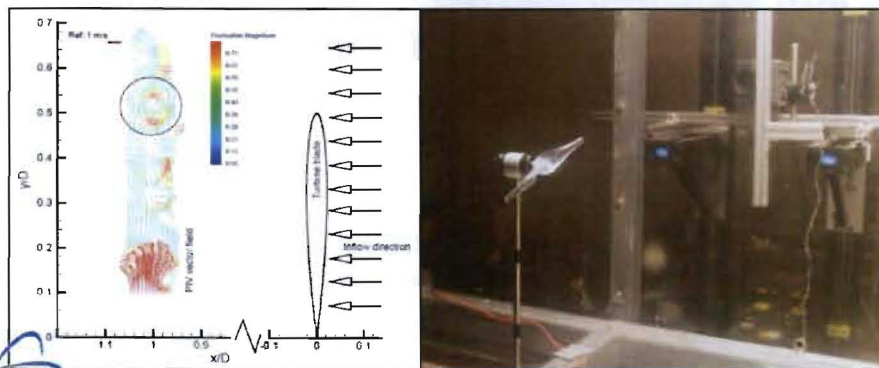 Ref: 1 m/s
Fluctuation Magnitude
0.7
0.6
0.5
0.4
0.3
0.2
0.1
0
y/D
1.1
1
0.9
x/D
-0.1
0
0.1
PIV vector field
Turbine blade
Inflow direction